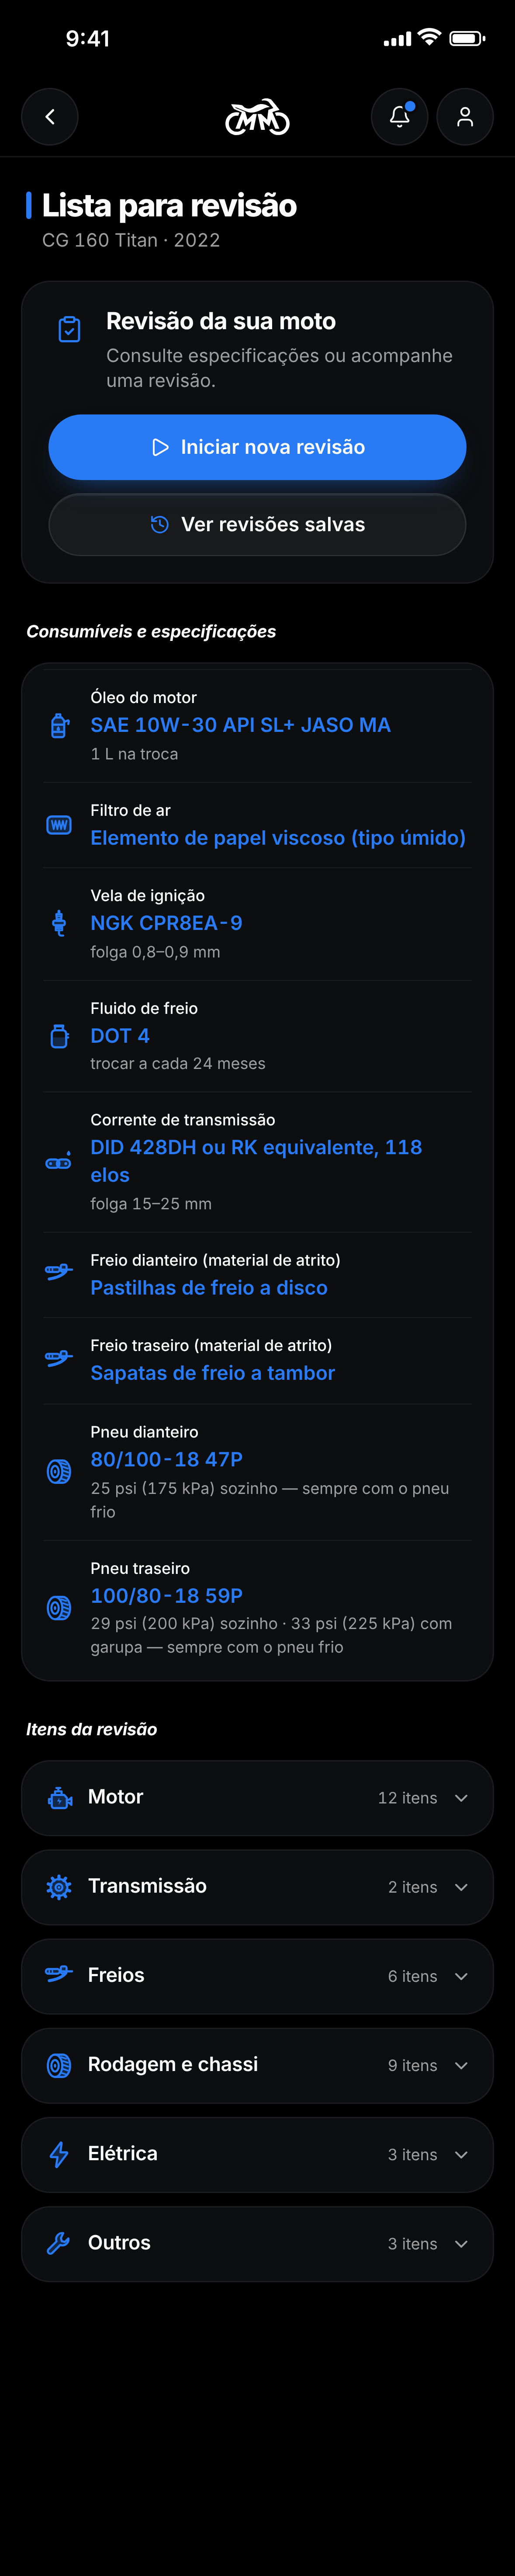 9:41
MM
Lista para revisão
CG 160 Titan · 2022
Revisão da sua moto
Consulte especificações ou acompanhe
uma revisão.
Iniciar nova revisão
Ver revisões salvas
Consumíveis e especificações
Óleo do motor
SAE 10W-30 API SL+ JASO MA
1 L na troca
Filtro de ar
Elemento de papel viscoso (tipo úmido)
Vela de ignição
NGK CPR8EA-9
folga 0,8–0,9 mm
Fluido de freio
DOT 4
trocar a cada 24 meses
Corrente de transmissão
DID 428DH ou RK equivalente, 118
elos
folga 15–25 mm
Freio dianteiro (material de atrito)
Pastilhas de freio a disco
Freio traseiro (material de atrito)
Sapatas de freio a tambor
Pneu dianteiro
80/100-18 47P
25 psi (175 kPa) sozinho — sempre com o pneu
frio
Pneu traseiro
100/80-18 59P
29 psi (200 kPa) sozinho · 33 psi (225 kPa) com
garupa — sempre com o pneu frio
Itens da revisão
Motor 12 itens
Transmissão 2 itens
Freios 6 itens
Rodagem e chassi 9 itens
Elétrica 3 itens
Outros 3 itens